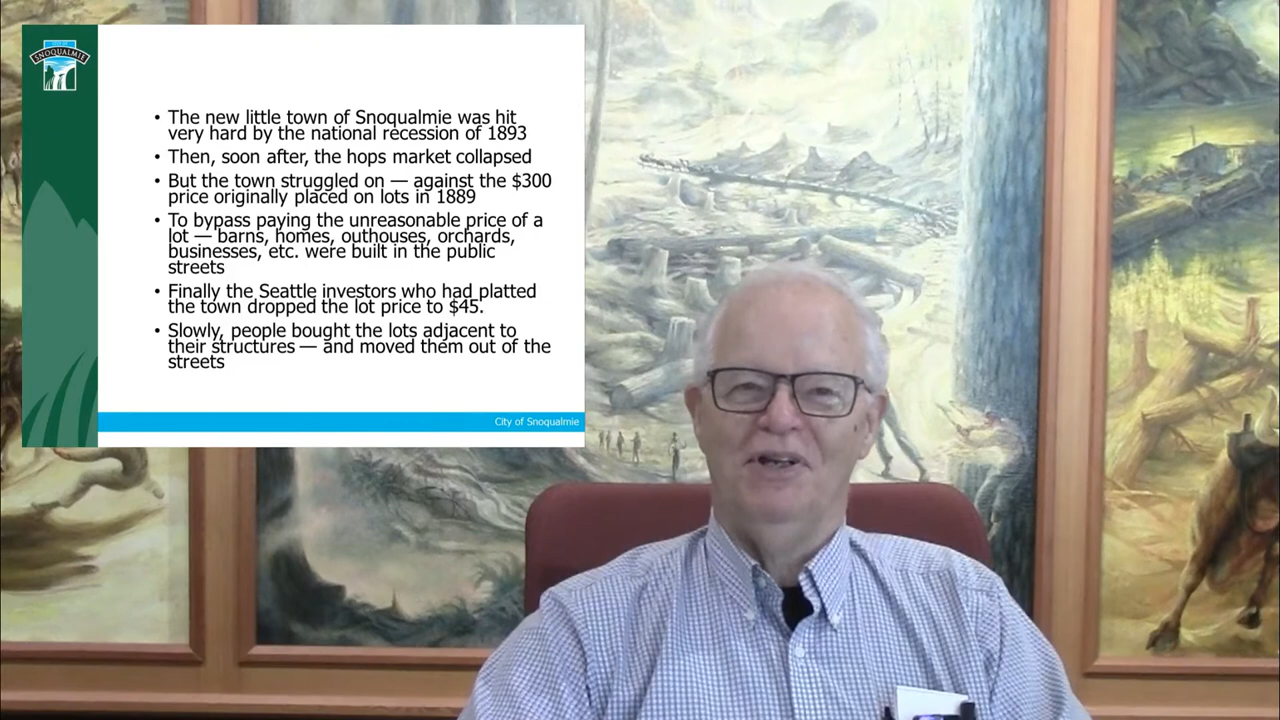 CITY OF
SNOQUALMIE
• The new little town of Snoqualmie was hit
very hard by the national recession of 1893
• Then, soon after, the hops market collapsed
• But the town struggled on — against the $300
price originally placed on lots in 1889
• To bypass paying the unreasonable price of a
lot — barns, homes, outhouses, orchards,
businesses, etc. were built in the public
streets
• Finally the Seattle investors who had platted
the town dropped the lot price to $45.
• Slowly, people bought the lots adjacent to
their structures — and moved them out of the
streets
City of Snoqualmie